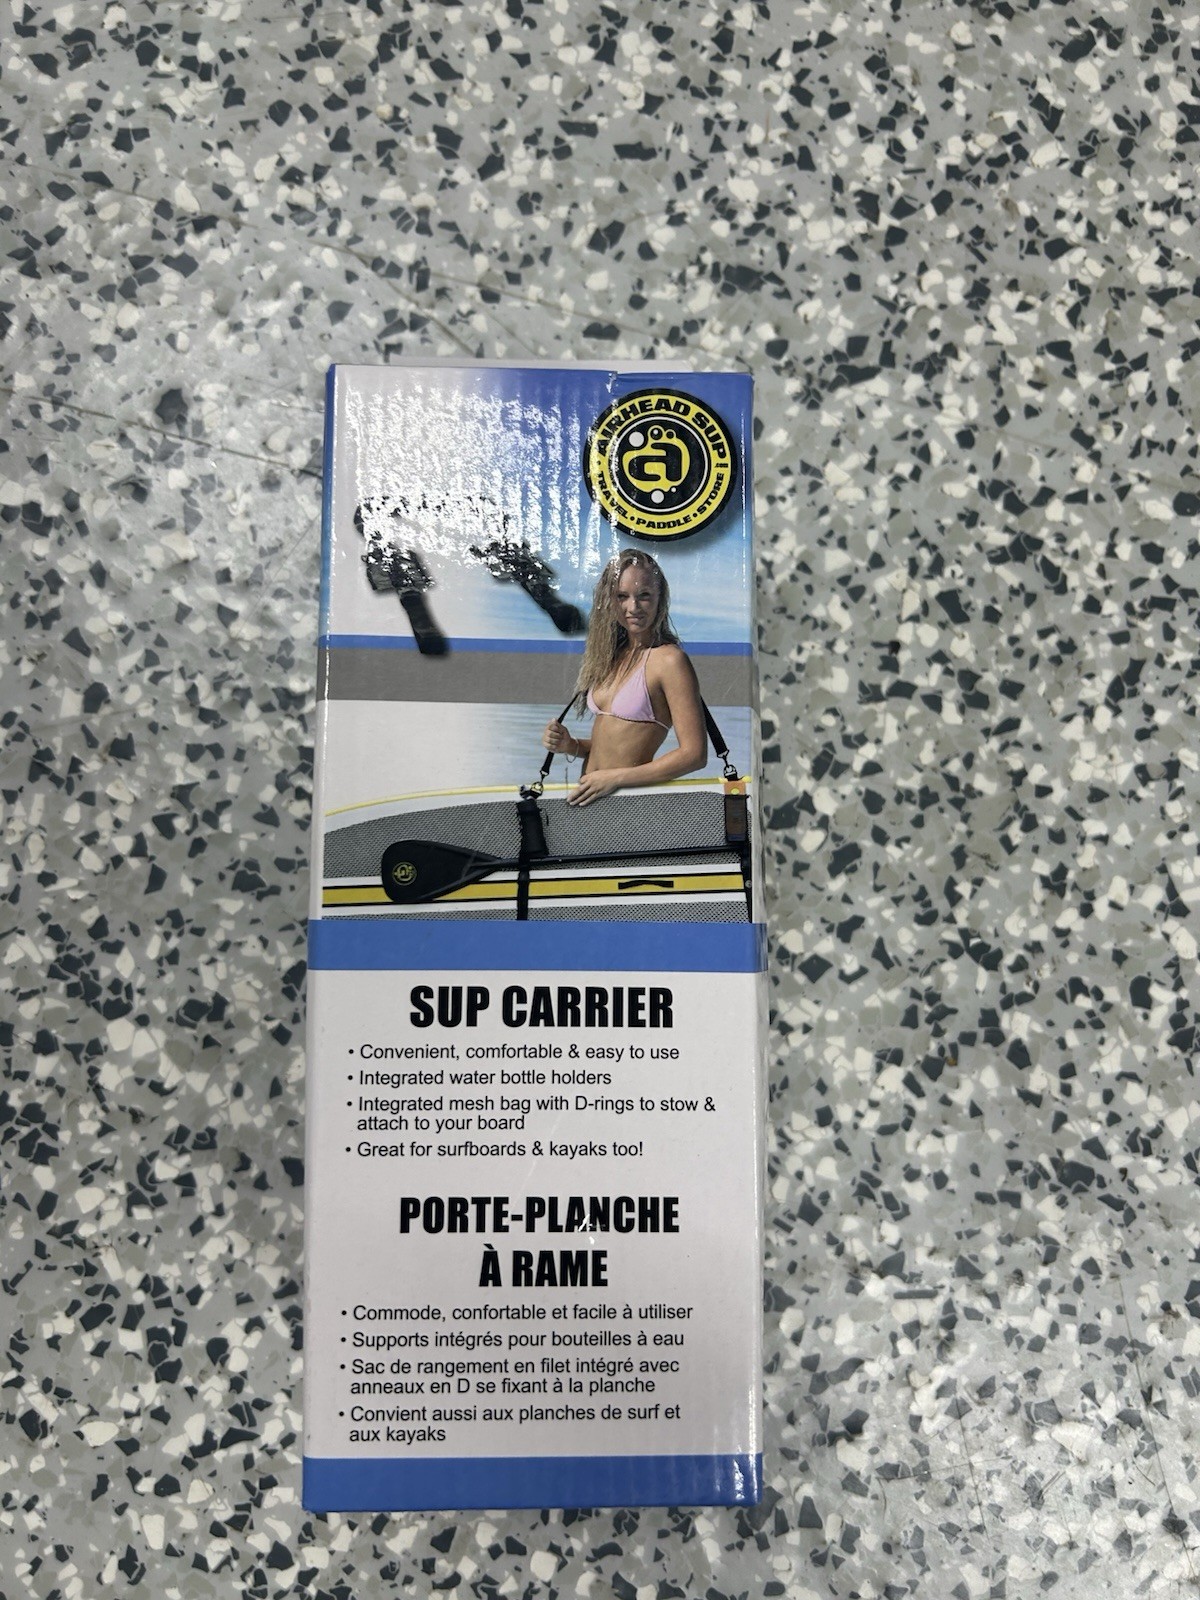 AIRHEAD SUP
TRAVEL • PADDLE • STORE
SUP CARRIER
• Convenient, comfortable & easy to use
• Integrated water bottle holders
• Integrated mesh bag with D-rings to stow &
attach to your board
• Great for surfboards & kayaks too!
PORTE-PLANCHE
À RAME
• Commode, confortable et facile à utiliser
• Supports intégrés pour bouteilles à eau
• Sac de rangement en filet intégré avec
anneaux en D se fixant à la planche
• Convient aussi aux planches de surf et
aux kayaks